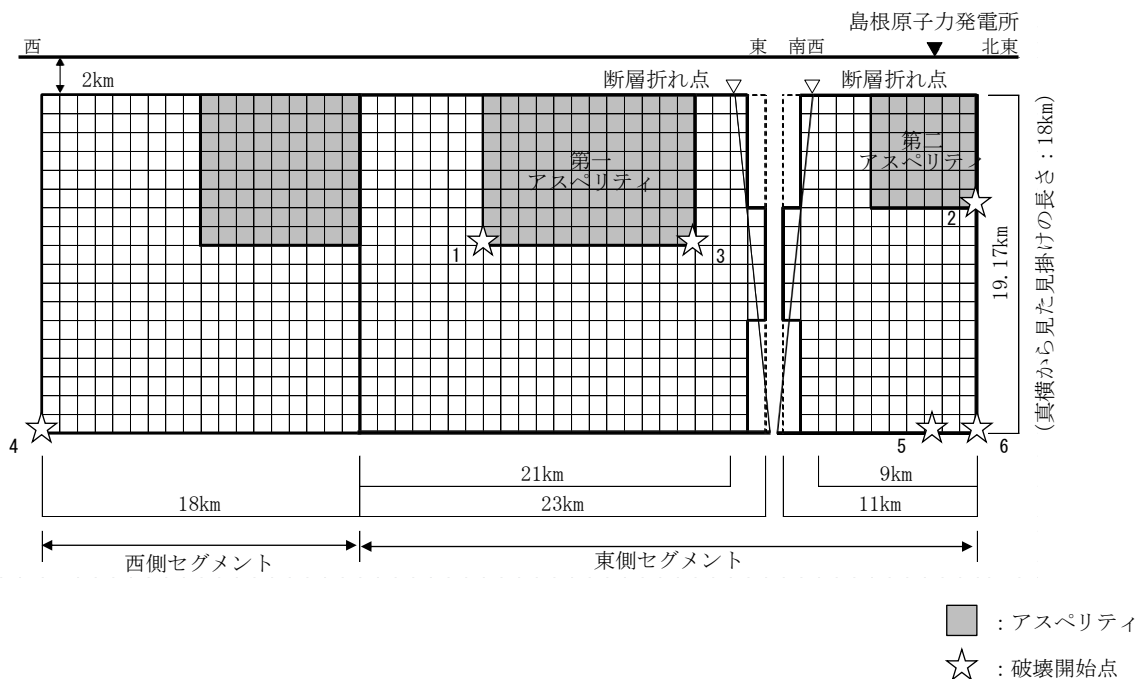 島根原子力発電所
西
東
南西
北東
2km
断層折れ点
断層折れ点
第一
アスペリティ
第二
アスペリティ
1
3
2
4
5
6
19.17km
(真横から見た見掛けの長さ:18km)
21km
9km
18km
23km
11km
西側セグメント
東側セグメント
:アスペリティ
:破壊開始点